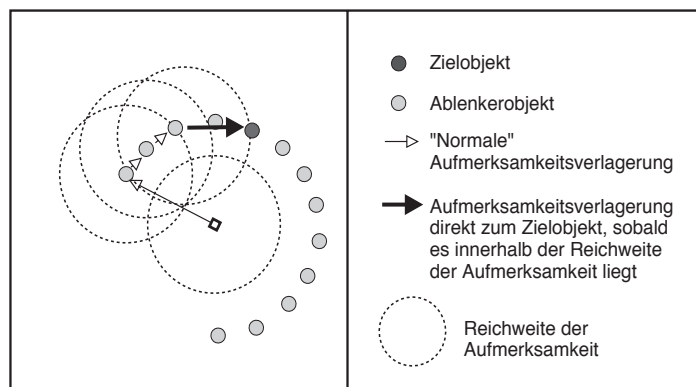 Zielobjekt
Ablenkerobjekt
"Normale"
Aufmerksamkeitsverlagerung
Aufmerksamkeitsverlagerung
direkt zum Zielobjekt, sobald
es innerhalb der Reichweite
der Aufmerksamkeit liegt
Reichweite der
Aufmerksamkeit